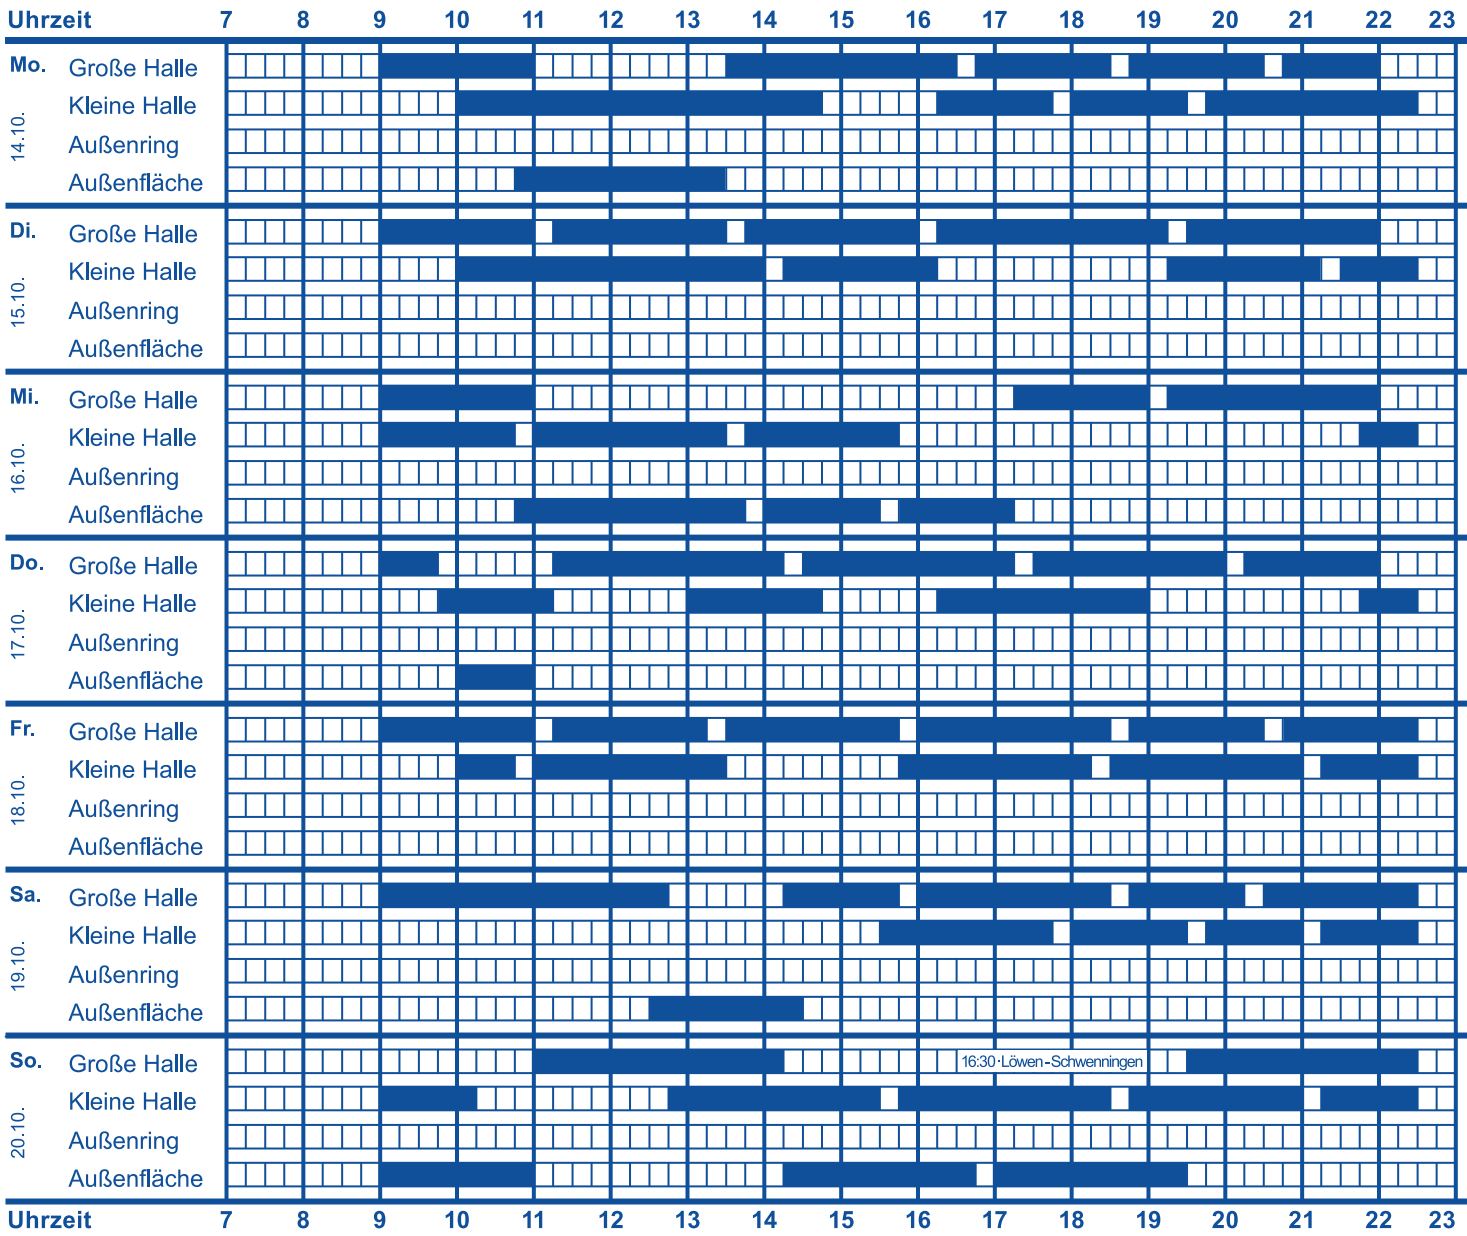 Uhrzeit 7 8 9 10 11 12 13 14 15 16 17 18 19 20 21 22 23
Mo. Große Halle
Kleine Halle
14.10.
Außenring
Außenfläche
Di. Große Halle
Kleine Halle
15.10.
Außenring
Außenfläche
Mi. Große Halle
Kleine Halle
16.10.
Außenring
Außenfläche
Do. Große Halle
Kleine Halle
17.10.
Außenring
Außenfläche
Fr. Große Halle
Kleine Halle
18.10.
Außenring
Außenfläche
Sa. Große Halle
Kleine Halle
19.10.
Außenring
Außenfläche
So. Große Halle 16:30·Löwen-Schwenningen
Kleine Halle
20.10.
Außenring
Außenfläche
Uhrzeit 7 8 9 10 11 12 13 14 15 16 17 18 19 20 21 22 23